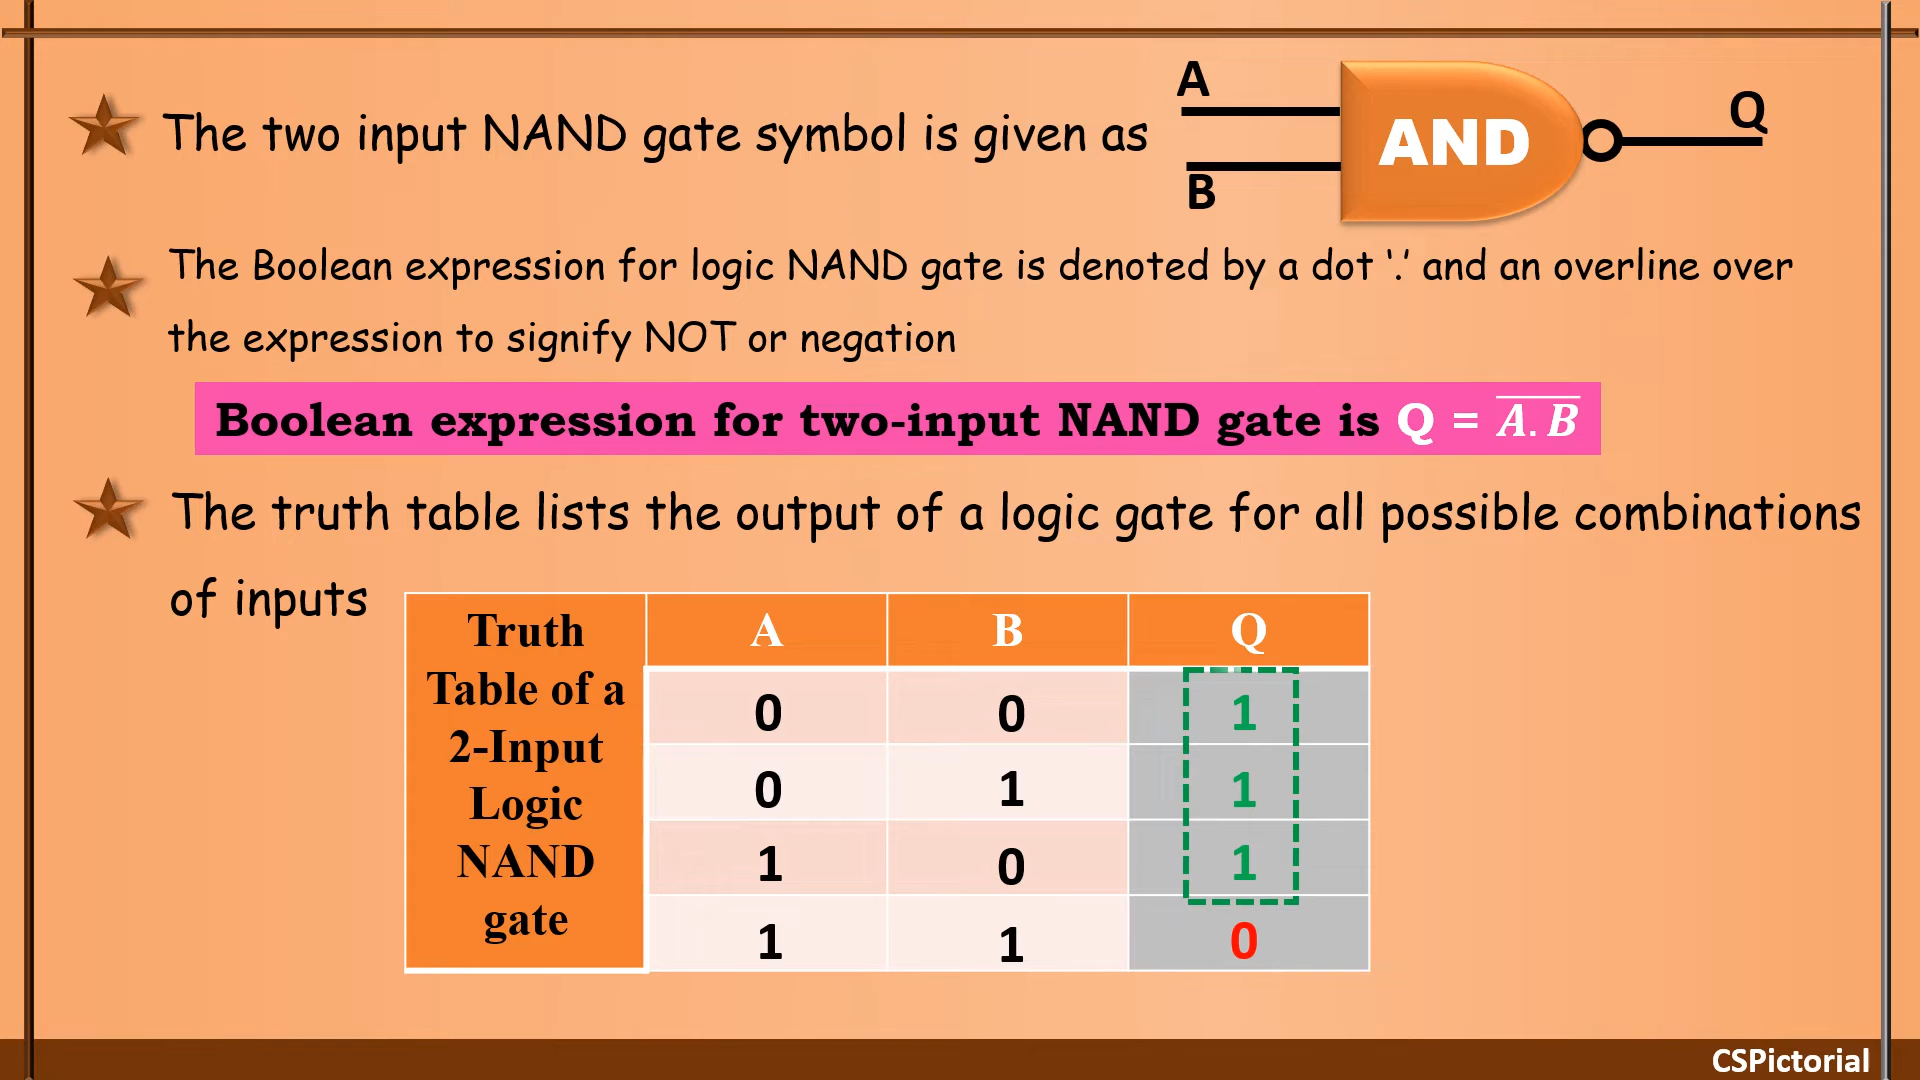 A
The two input NAND gate symbol is given as
AND
Q
B
The Boolean expression for logic NAND gate is denoted by a dot ‘.’ and an overline over
the expression to signify NOT or negation
Boolean expression for two-input NAND gate is Q = \overline{A.B}
The truth table lists the output of a logic gate for all possible combinations
of inputs
Truth
Table of a
2-Input
Logic
NAND
gate
A B Q
0 0 1
0 1 1
1 0 1
1 1 0
CSPictorial